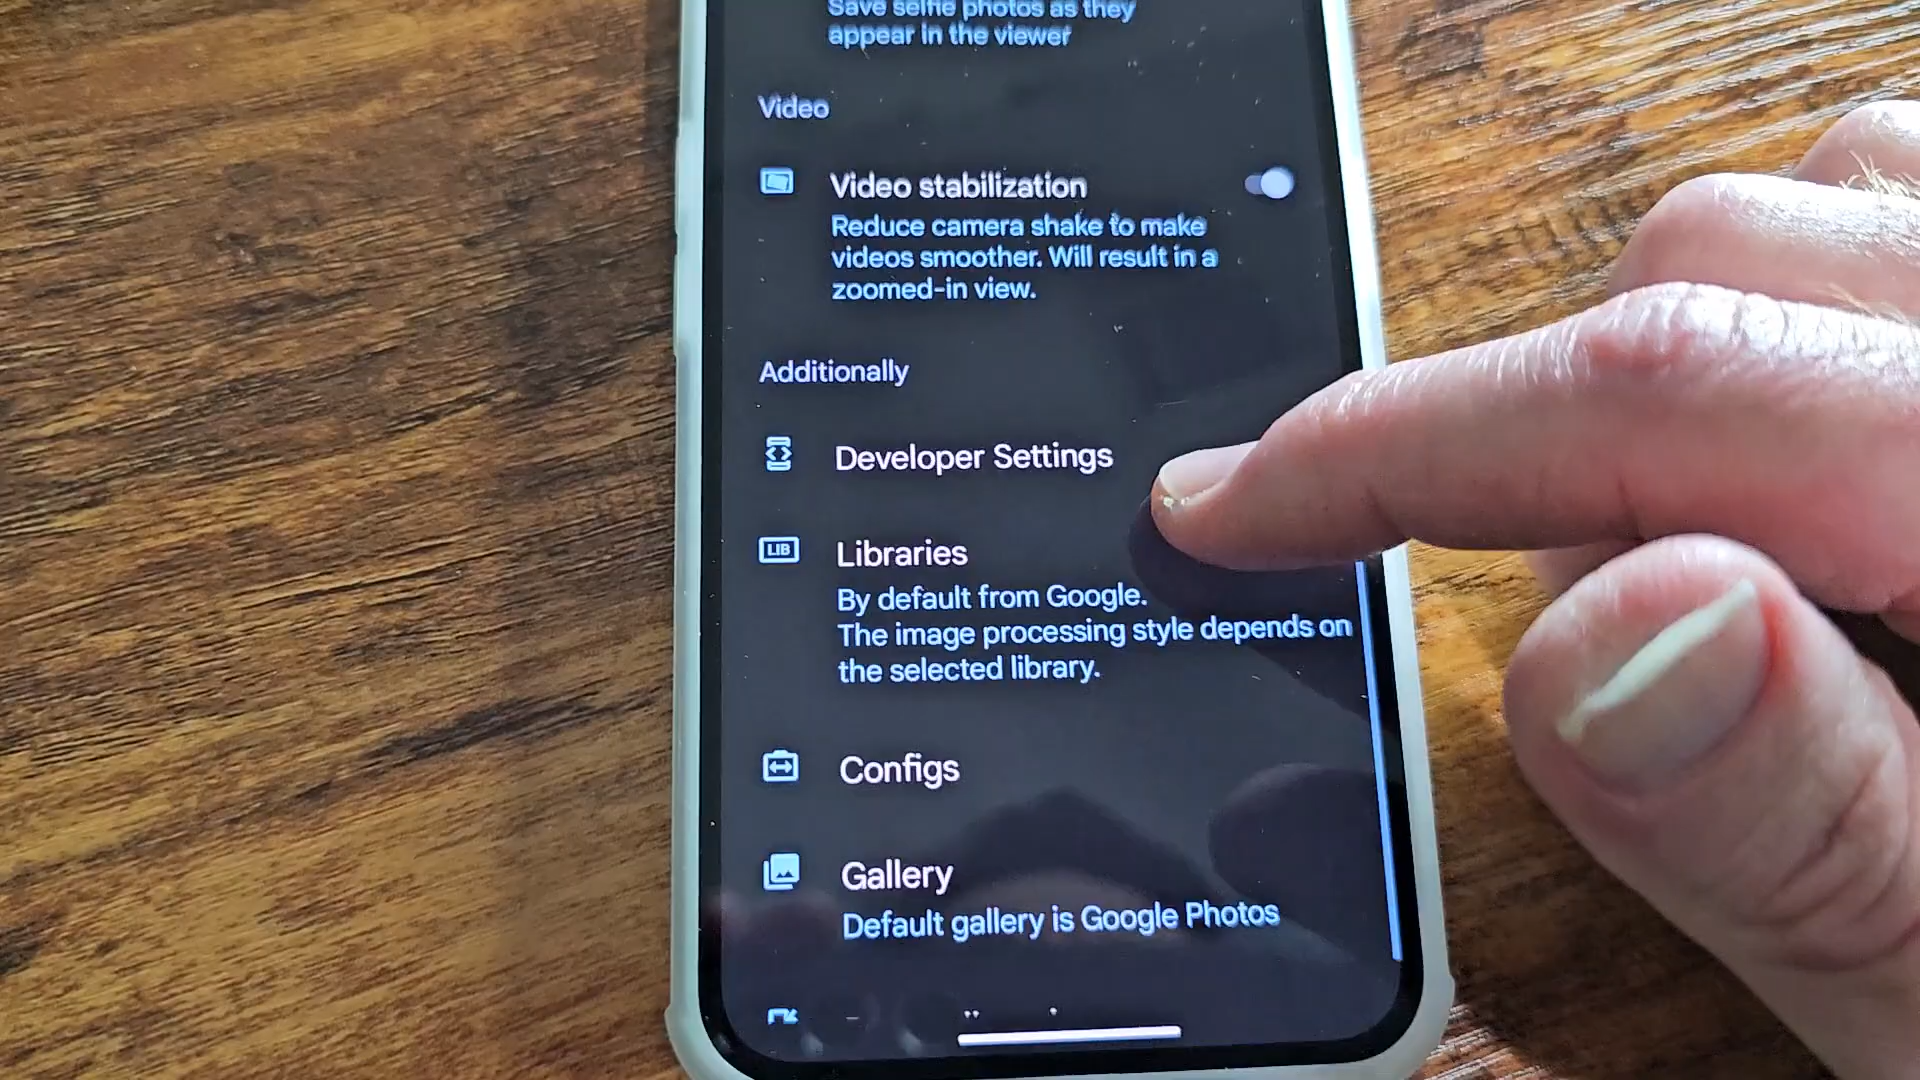 Save selfie photos as they
appear in the viewer
Video
Video stabilization
Reduce camera shake to make
videos smoother. Will result in a
zoomed-in view.
Additionally
Developer Settings
LIB
Libraries
By default from Google.
The image processing style depends on
the selected library.
Configs
Gallery
Default gallery is Google Photos